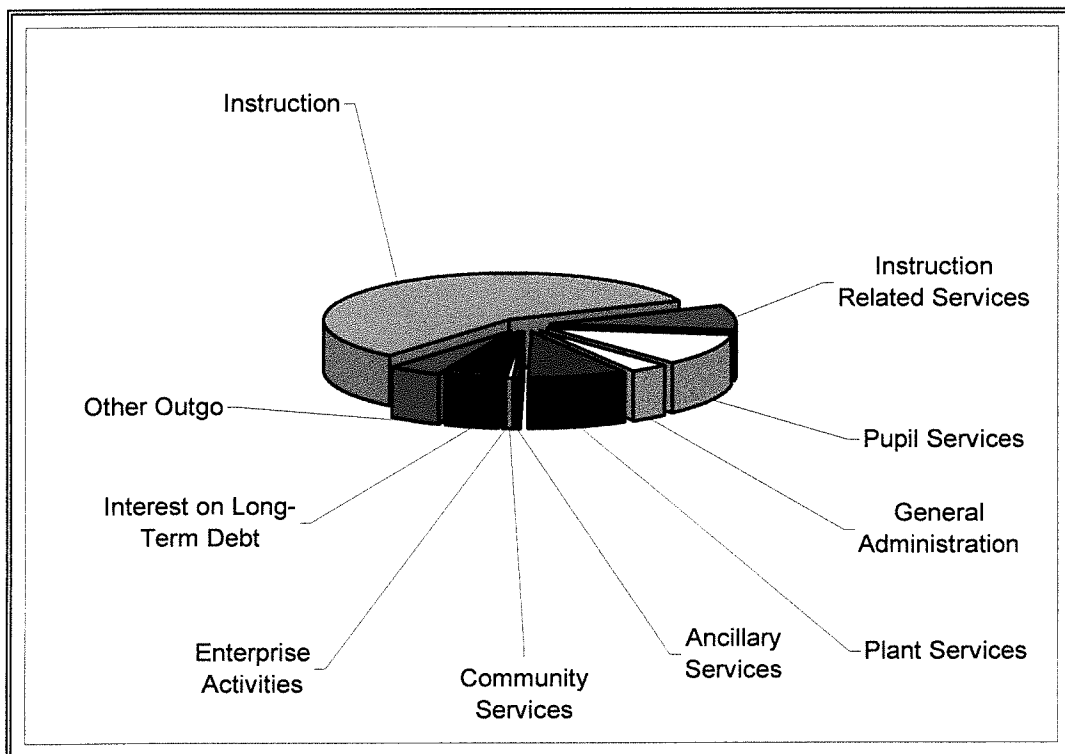 Instruction
Instruction
Related Services
Other Outgo
Pupil Services
Interest on Long-
Term Debt
General
Administration
Enterprise
Activities
Community
Services
Ancillary
Services
Plant Services